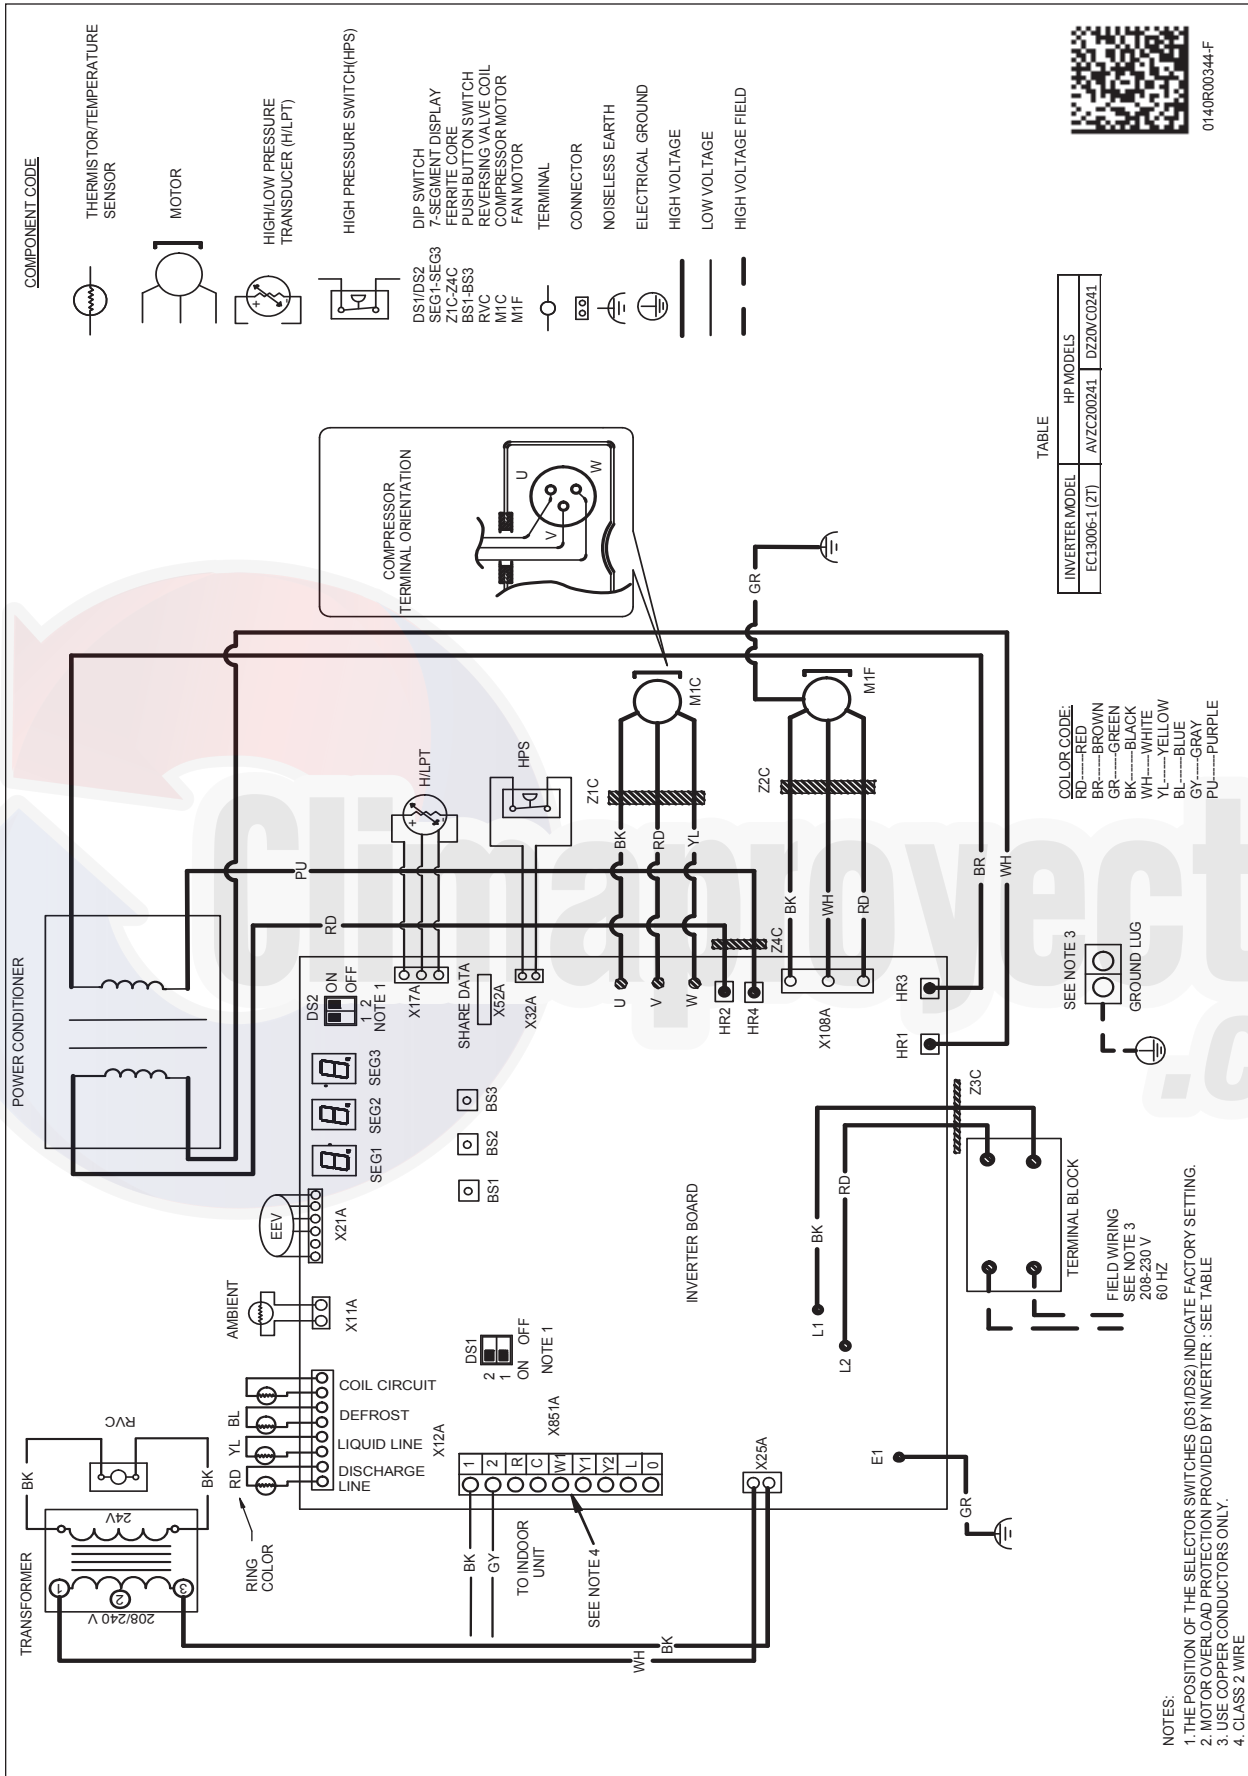 COMPONENT CODE
THERMISTOR/TEMPERATURE
SENSOR
MOTOR
HIGH/LOW PRESSURE
TRANSDUCER (H/LPT)
HIGH PRESSURE SWITCH(HPS)
DS1/DS2 DIP SWITCH
SEG1-SEG3 7-SEGMENT DISPLAY
Z1C-Z4C FERRITE CORE
BS1-BS3 PUSH BUTTON SWITCH
RVC REVERSING VALVE COIL
M1C COMPRESSOR MOTOR
M1F FAN MOTOR
TERMINAL
CONNECTOR
NOISELESS EARTH
ELECTRICAL GROUND
HIGH VOLTAGE
LOW VOLTAGE
HIGH VOLTAGE FIELD
0140R00344-F
TRANSFORMER
208/240 V
1
2
3
24V
BK
RVC
BK
WH
BK
RING
COLOR
RD
YL
BL
COIL CIRCUIT
DEFROST
LIQUID LINE
DISCHARGE
LINE
X12A
AMBIENT
X11A
EEV
X21A
POWER CONDITIONER
SEG1
SEG2
SEG3
DS2
ON
OFF
1 2
NOTE 1
RD
PU
X17A
H/LPT
SHARE DATA
X52A
X32A
HPS
BS1
BS2
BS3
DS1
2
1
ON
OFF
NOTE 1
X851A
1
2
R
C
W1
Y1
Y2
L
0
BK
GY
TO INDOOR
UNIT
SEE NOTE 4
X25A
INVERTER BOARD
COMPRESSOR
TERMINAL ORIENTATION
U
V
W
U
V
W
BK
RD
YL
Z1C
M1C
HR2
HR4
Z4C
X108A
BK
WH
RD
Z2C
M1F
GR
HR3
HR1
BR
WH
E1
GR
L1
L2
BK
RD
Z3C
TERMINAL BLOCK
FIELD WIRING
SEE NOTE 3
208-230 V
60 HZ
SEE NOTE 3
GROUND LUG
COLOR CODE:
RD-----RED
BR-----BROWN
GR-----GREEN
BK-----BLACK
WH----WHITE
YL-----YELLOW
BL-----BLUE
GY----GRAY
PU-----PURPLE
TABLE
INVERTER MODEL HP MODELS
EC13006-1 (2T) AVZC200241 DZ20VC0241
NOTES:
1.THE POSITION OF THE SELECTOR SWITCHES (DS1/DS2) INDICATE FACTORY SETTING.
2. MOTOR OVERLOAD PROTECTION PROVIDED BY INVERTER : SEE TABLE
3. USE COPPER CONDUCTORS ONLY.
4. CLASS 2 WIRE